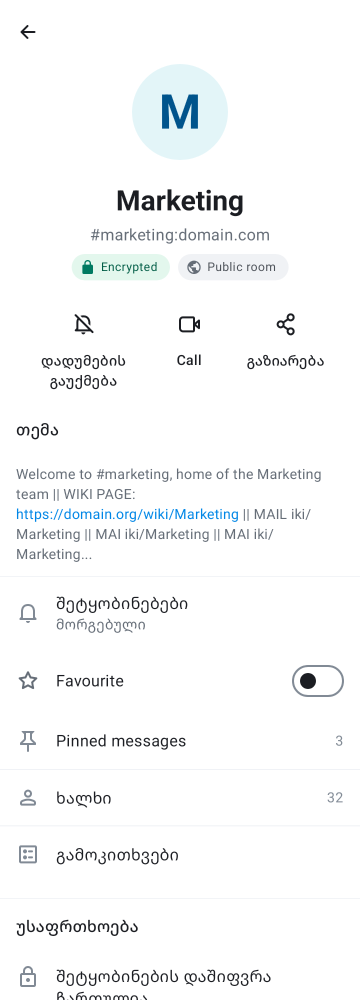 M
Marketing
#marketing:domain.com
Encrypted
Public room
დადუმების
გაუქმება
Call
გაზიარება
თემა
Welcome to #marketing, home of the Marketing
team || WIKI PAGE:
https://domain.org/wiki/Marketing || MAIL iki/
Marketing || MAI iki/Marketing || MAI iki/
Marketing...
შეტყობინებები
მორგებული
Favourite
Pinned messages 3
ხალხი 32
გამოკითხვები
უსაფრთხოება
შეტყობინების დაშიფვრა
ჩართულია